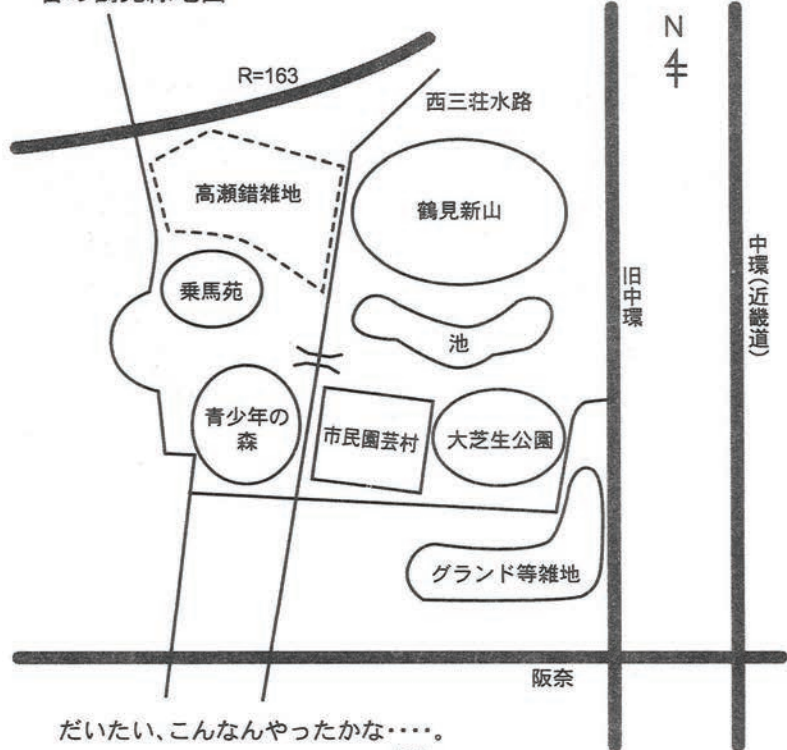 R=163
N
西三荘水路
高瀬錯雑地
鶴見新山
乗馬苑
旧中環
中環(近畿道)
池
青少年の
森
市民園芸村
大芝生公園
グランド等雑地
阪奈
だいたい、こんなんやったかな‥‥。